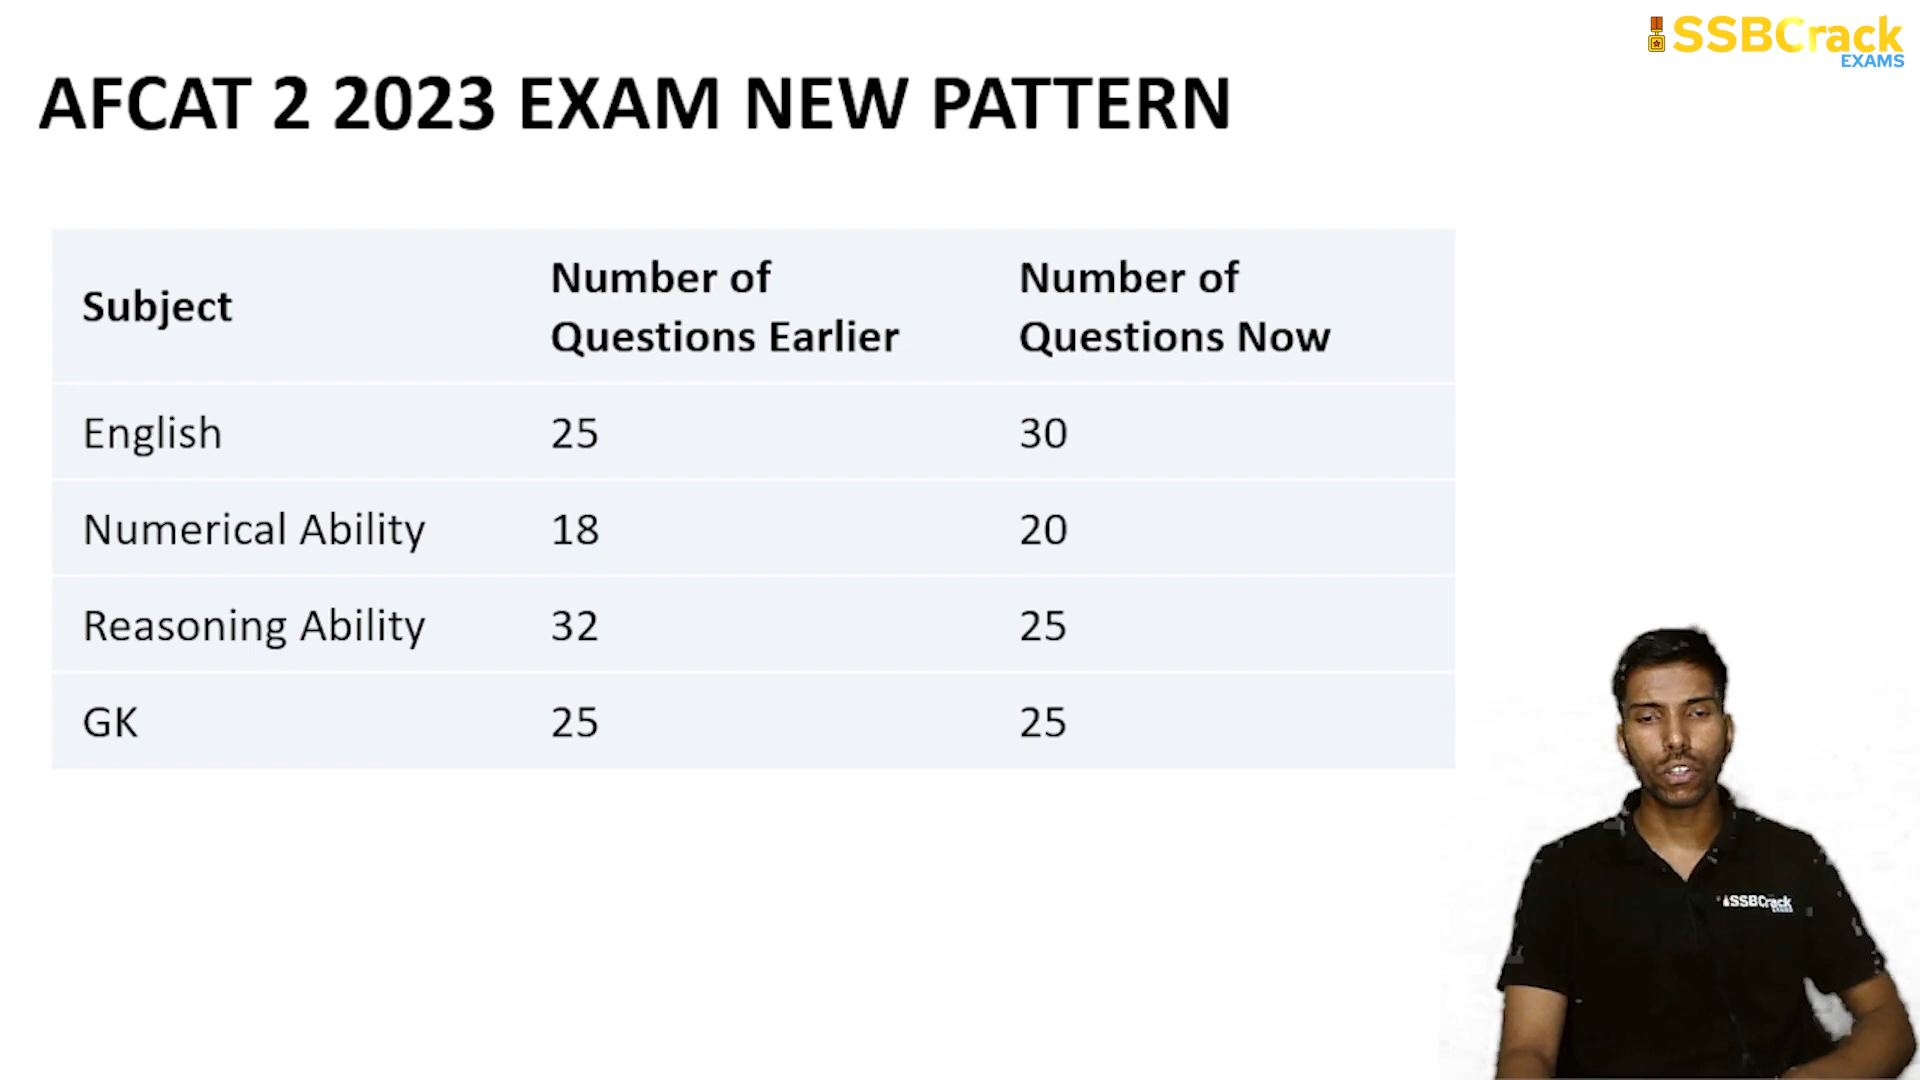 SSBCrack
EXAMS
AFCAT 2 2023 EXAM NEW PATTERN
Subject
Number of
Questions Earlier
Number of
Questions Now
English 25 30
Numerical Ability 18 20
Reasoning Ability 32 25
GK 25 25
SSBCrack
EXAMS